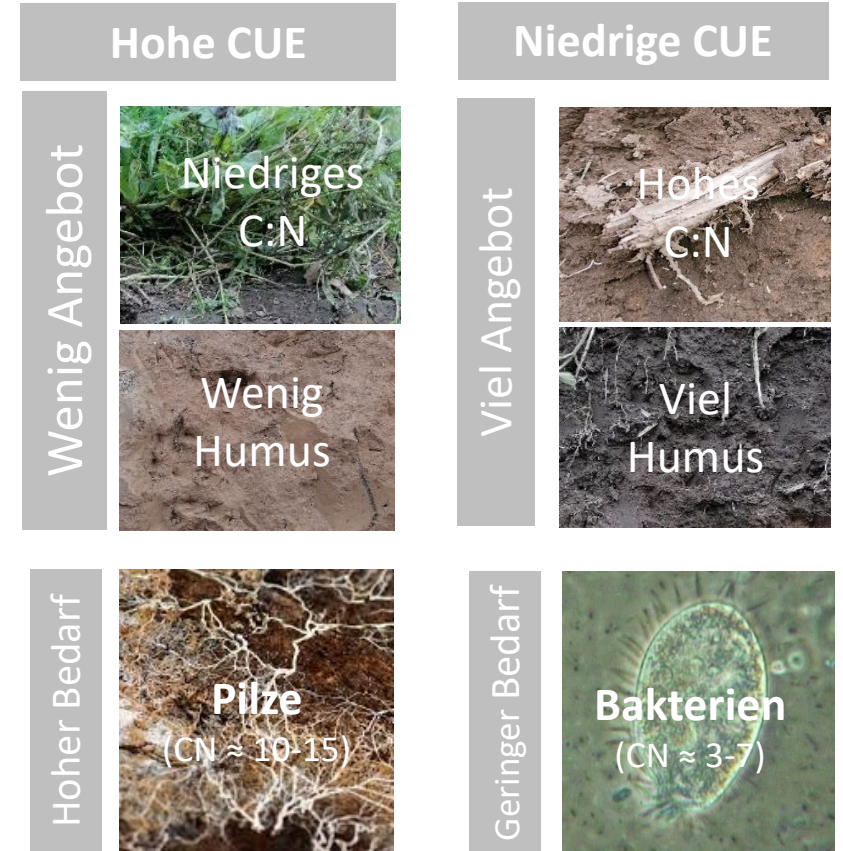 Hohe CUE
Niedrige CUE
Wenig Angebot
Niedriges
C:N
Wenig
Humus
Viel Angebot
Hohes
C:N
Viel
Humus
Hoher Bedarf
Pilze
(CN ≈ 10-15)
Geringer Bedarf
Bakterien
(CN ≈ 3-7)